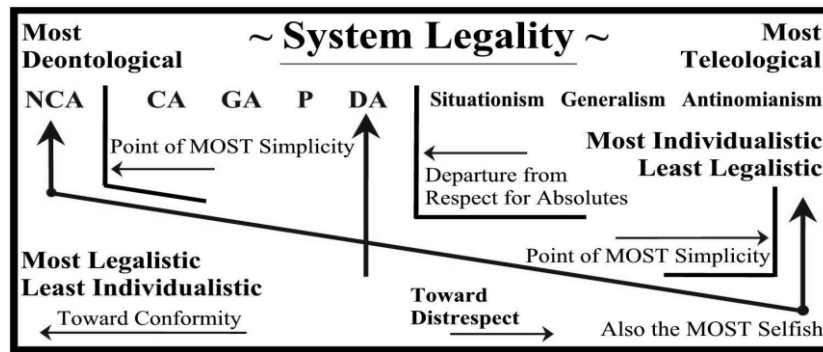 ~ System Legality ~
Most
Deontological
Most
Teleological
NCA CA GA P DA Situationism Generalism Antinomianism
Point of MOST Simplicity
Departure from
Respect for Absolutes
Most Individualistic
Least Legalistic
Point of MOST Simplicity
Most Legalistic
Least Individualistic
Toward Conformity
Toward
Distrespect
Also the MOST Selfish